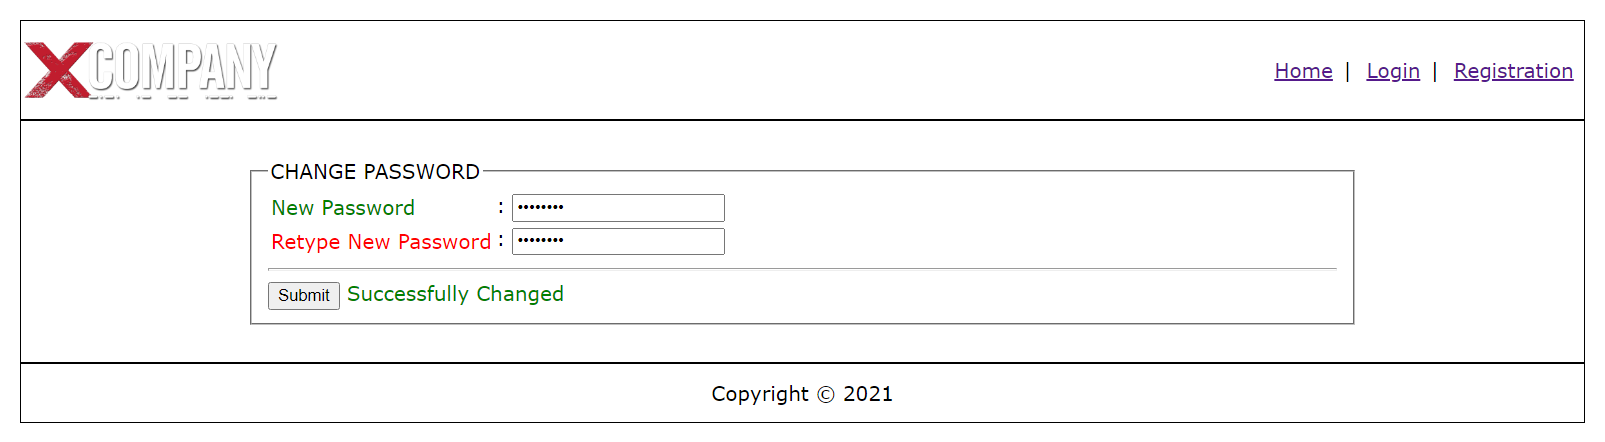 XCOMPANY
Home | Login | Registration
CHANGE PASSWORD
New Password : ••••••••
Retype New Password : ••••••••
Submit Successfully Changed
Copyright © 2021